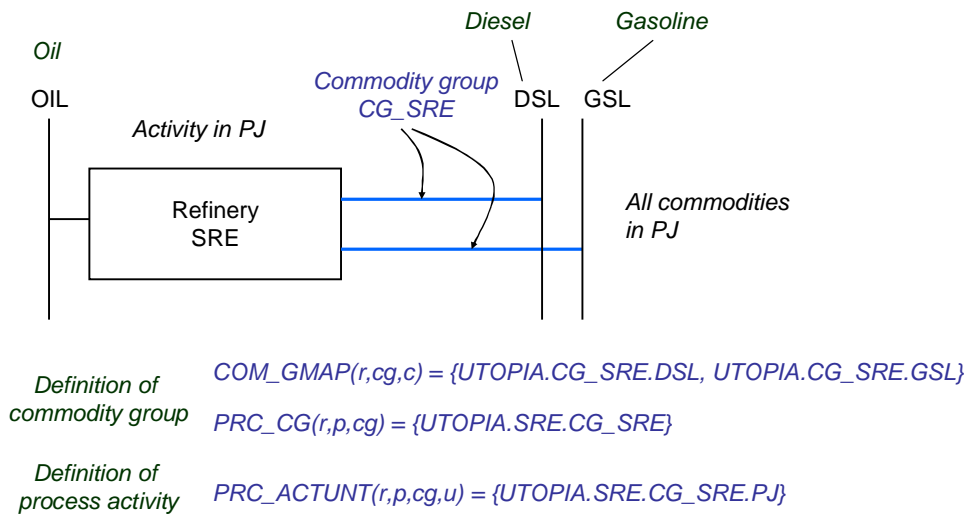 Diesel
Gasoline
Oil
Commodity group
CG_SRE
OIL
DSL
GSL
Activity in PJ
Refinery
SRE
All commodities
in PJ
Definition of
commodity group
COM_GMAP(r,cg,c) = {UTOPIA.CG_SRE.DSL, UTOPIA.CG_SRE.GSL}
PRC_CG(r,p,cg) = {UTOPIA.SRE.CG_SRE}
Definition of
process activity
PRC_ACTUNT(r,p,cg,u) = {UTOPIA.SRE.CG_SRE.PJ}